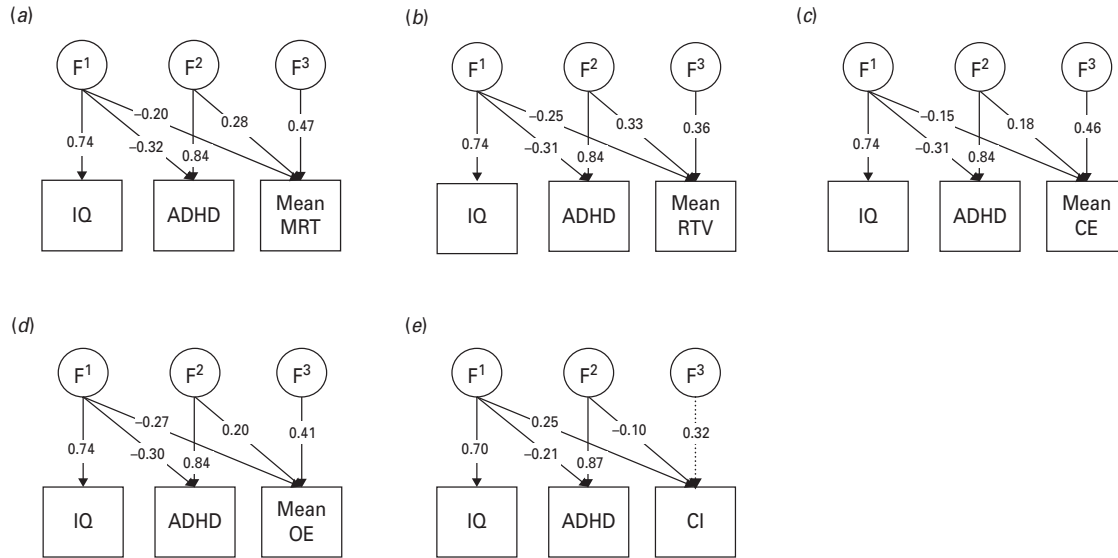 (a)
F¹ F² F³
–0.20 0.28 0.47
0.74 –0.32 0.84
IQ ADHD Mean MRT
(b)
F¹ F² F³
–0.25 0.33 0.36
0.74 –0.31 0.84
IQ ADHD Mean RTV
(c)
F¹ F² F³
–0.15 0.18 0.46
0.74 –0.31 0.84
IQ ADHD Mean CE
(d)
F¹ F² F³
–0.27 0.20 0.41
0.74 –0.30 0.84
IQ ADHD Mean OE
(e)
F¹ F² F³
0.25 –0.10 0.32
0.70 –0.21 0.87
IQ ADHD CI